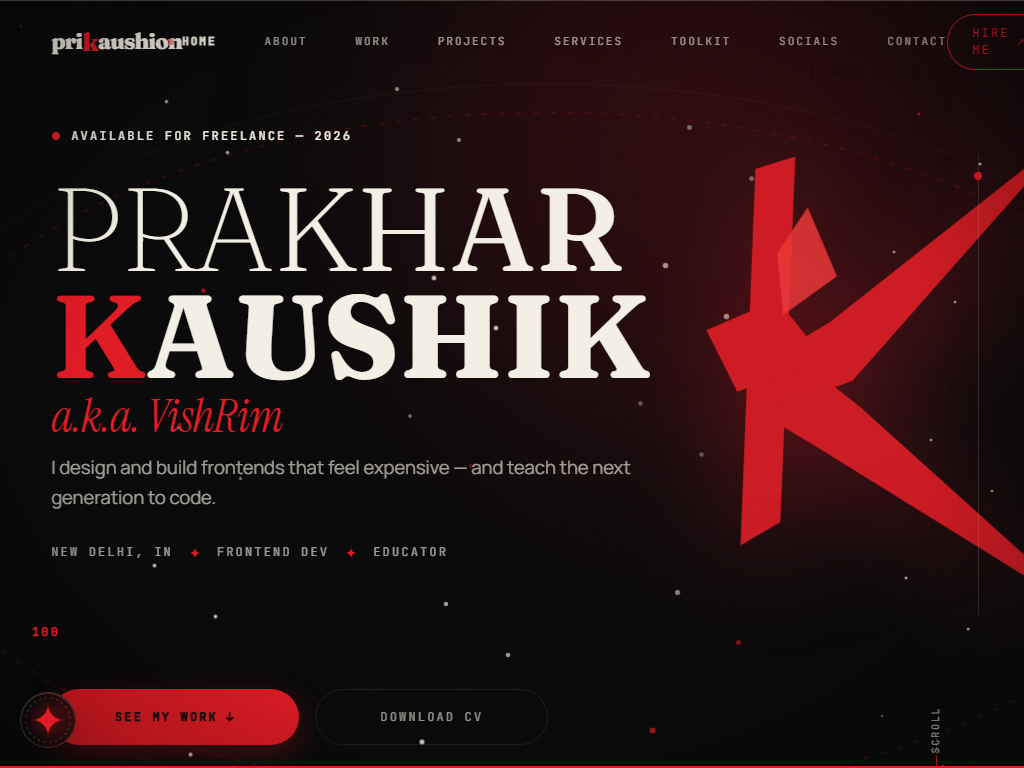 prikaushion
HOME
ABOUT
WORK
PROJECTS
SERVICES
TOOLKIT
SOCIALS
CONTACT
HIRE
ME ↗
AVAILABLE FOR FREELANCE — 2026
PRAKHAR
KAUSHIK
a.k.a. VishRim
I design and build frontends that feel expensive — and teach the next
generation to code.
NEW DELHI, IN ✦ FRONTEND DEV ✦ EDUCATOR
100
SEE MY WORK ↓
DOWNLOAD CV
SCROLL